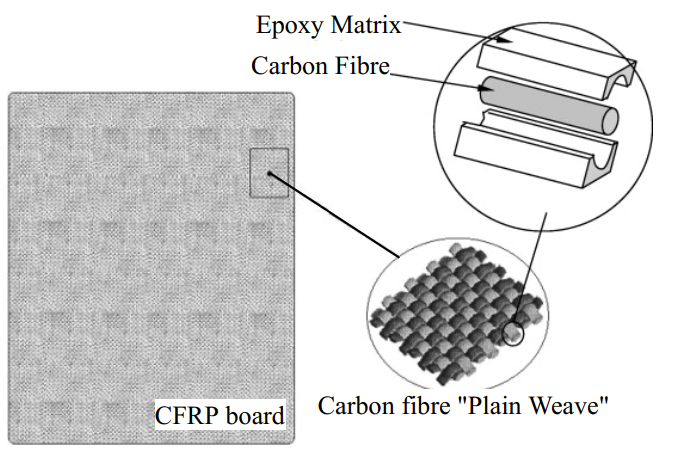 Epoxy Matrix
Carbon Fibre
CFRP board
Carbon fibre "Plain Weave"